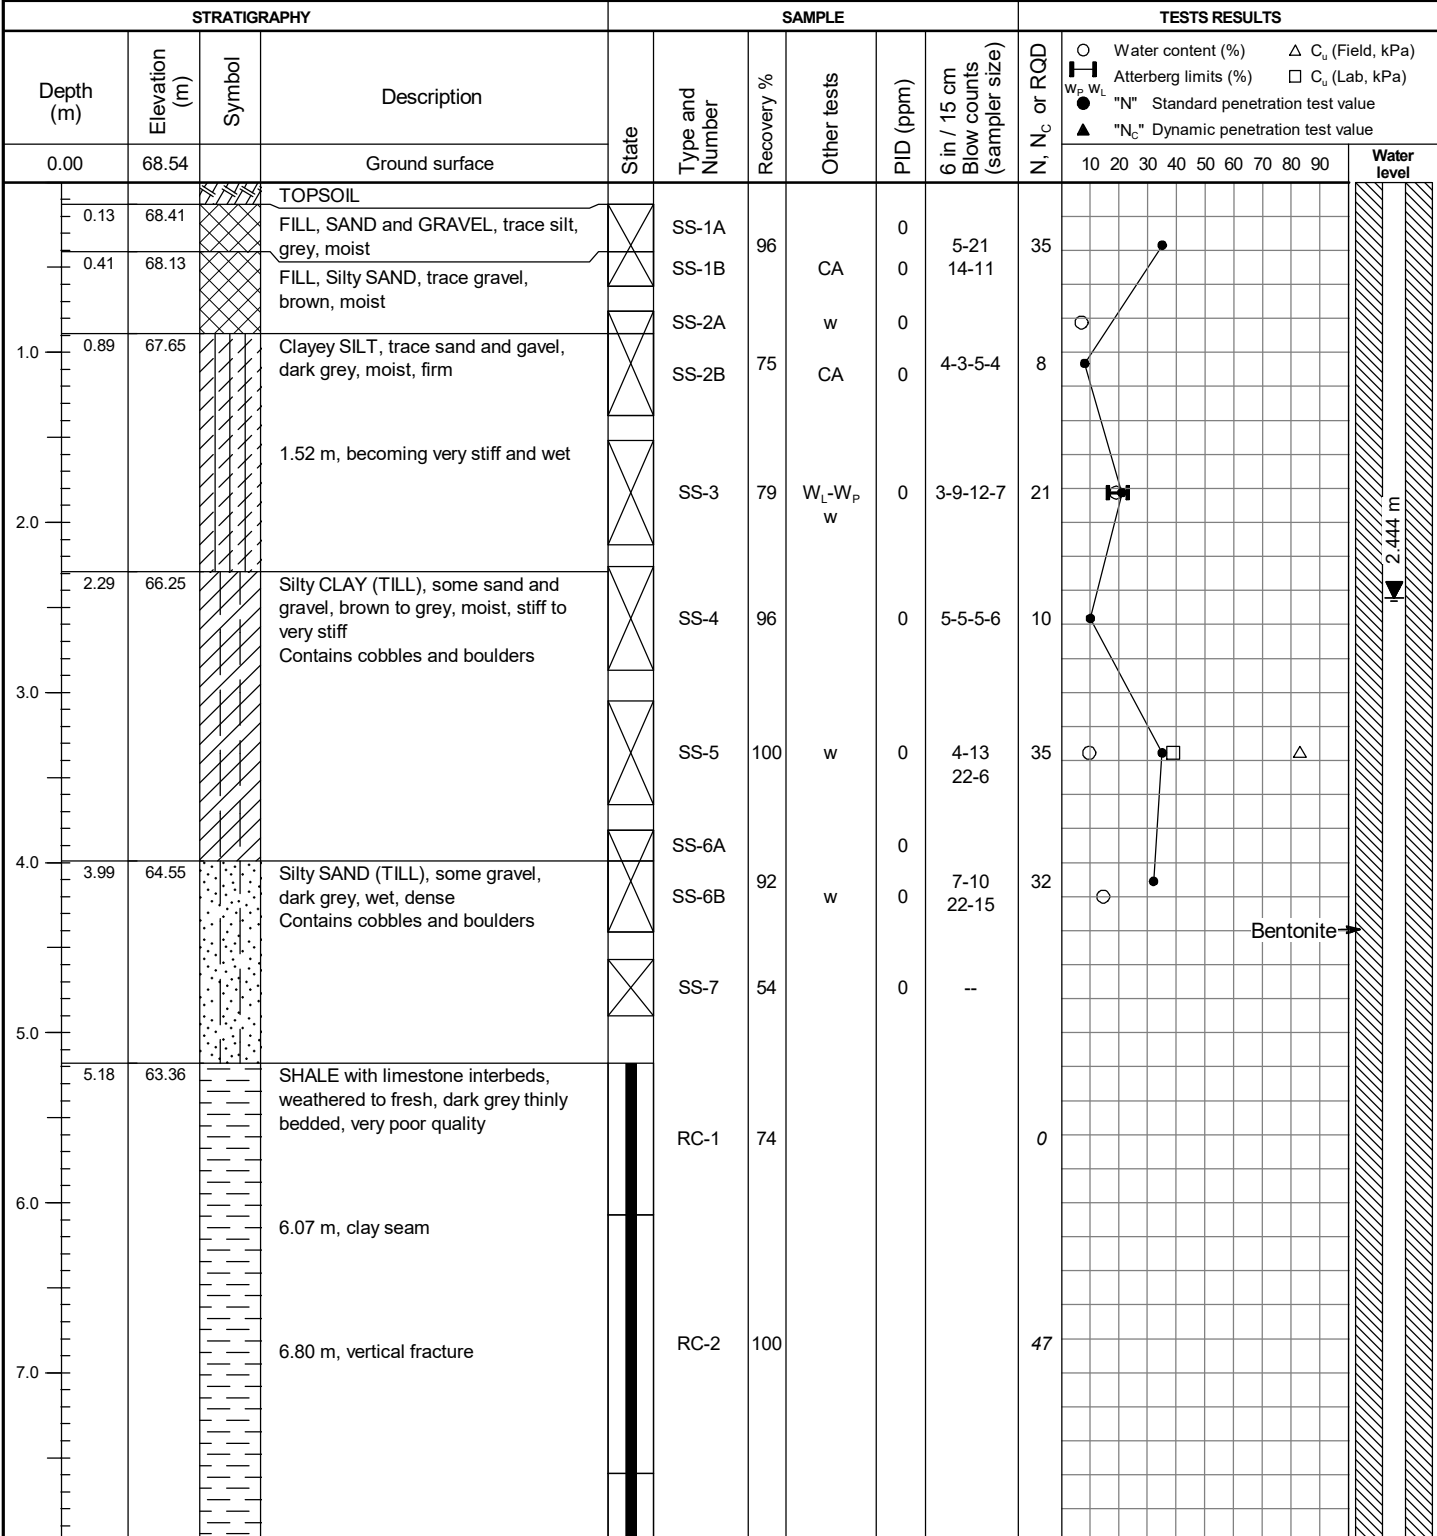 STRATIGRAPHY SAMPLE TESTS RESULTS
Depth (m) Elevation (m) Symbol Description State Type and Number Recovery % Other tests PID (ppm) 6 in / 15 cm Blow counts (sampler size) N, N_C or RQD
Water content (%) C_u (Field, kPa)
Atterberg limits (%) C_u (Lab, kPa)
W_P W_L
"N" Standard penetration test value
"N_C" Dynamic penetration test value
0.00 68.54 Ground surface 10 20 30 40 50 60 70 80 90 Water level
TOPSOIL
0.13 68.41 FILL, SAND and GRAVEL, trace silt,
grey, moist
SS-1A 0
96 5-21 35
14-11
0.41 68.13 FILL, Silty SAND, trace gravel,
brown, moist
SS-1B CA 0
SS-2A w 0
0.89 67.65 Clayey SILT, trace sand and gavel,
dark grey, moist, firm
1.0
75 4-3-5-4 8
SS-2B CA 0
1.52 m, becoming very stiff and wet
SS-3 79 W_L-W_P 0 3-9-12-7 21
w
2.0
2.444 m
2.29 66.25 Silty CLAY (TILL), some sand and
gravel, brown to grey, moist, stiff to
very stiff
Contains cobbles and boulders
SS-4 96 0 5-5-5-6 10
3.0
SS-5 100 w 0 4-13 35
22-6
SS-6A 0
4.0
3.99 64.55 Silty SAND (TILL), some gravel,
dark grey, wet, dense
Contains cobbles and boulders
92 7-10 32
22-15
SS-6B w 0
Bentonite
SS-7 54 0 --
5.0
5.18 63.36 SHALE with limestone interbeds,
weathered to fresh, dark grey thinly
bedded, very poor quality
RC-1 74 0
6.0
6.07 m, clay seam
RC-2 100 47
6.80 m, vertical fracture
7.0